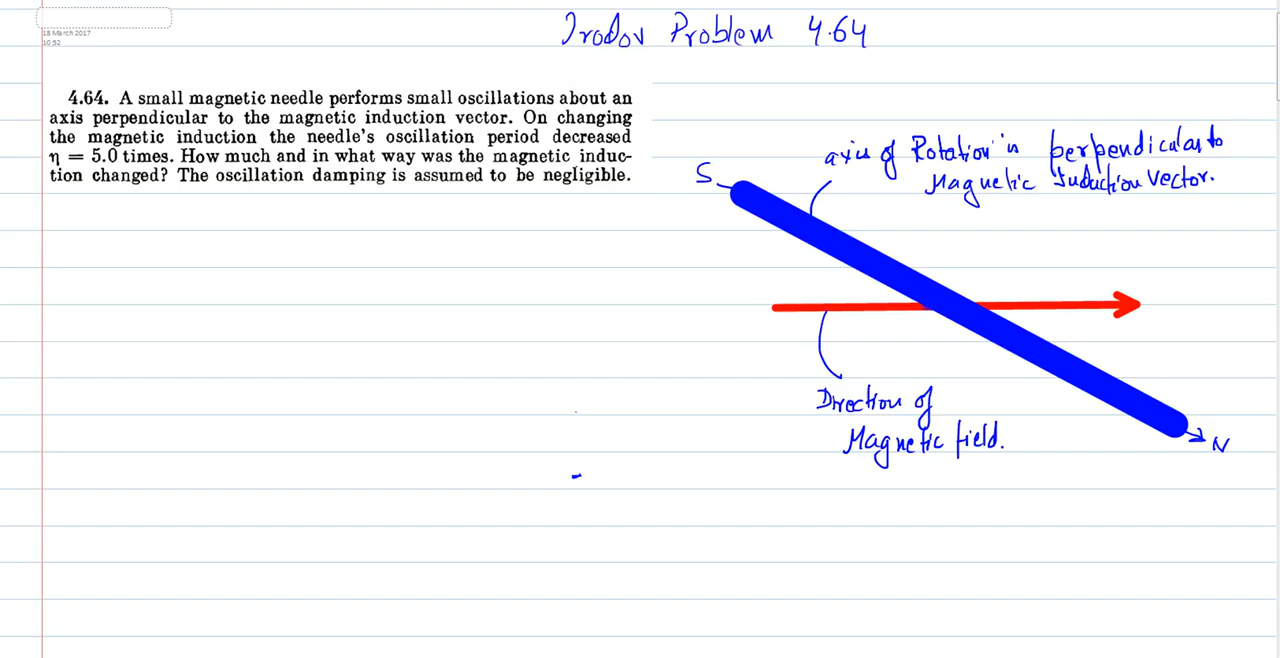 18 March 2017
10:52
Irodov Problem 4.64
4.64. A small magnetic needle performs small oscillations about an
axis perpendicular to the magnetic induction vector. On changing
the magnetic induction the needle's oscillation period decreased
η = 5.0 times. How much and in what way was the magnetic induc-
tion changed? The oscillation damping is assumed to be negligible.
axis of Rotation is perpendicular to
Magnetic Induction Vector.
S
Direction of
Magnetic field.
N